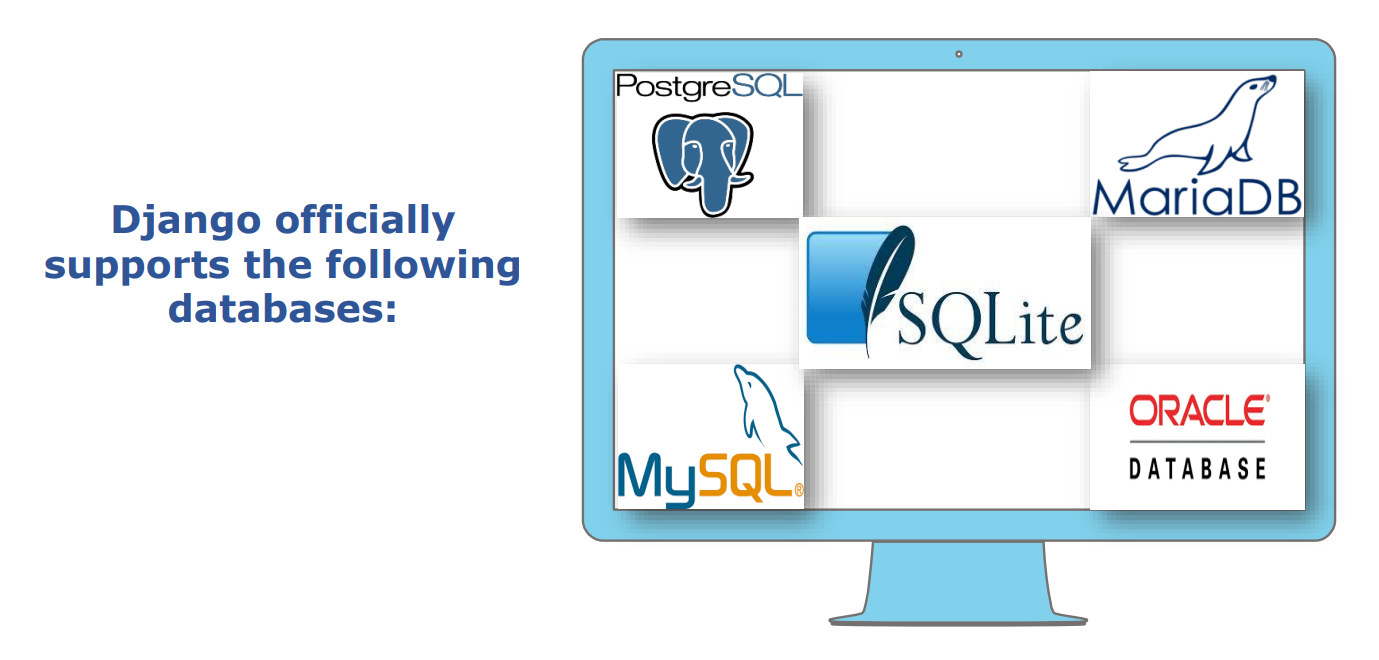 Django officially
supports the following
databases:
PostgreSQL
MariaDB
SQLite
MySQL®
ORACLE®
DATABASE